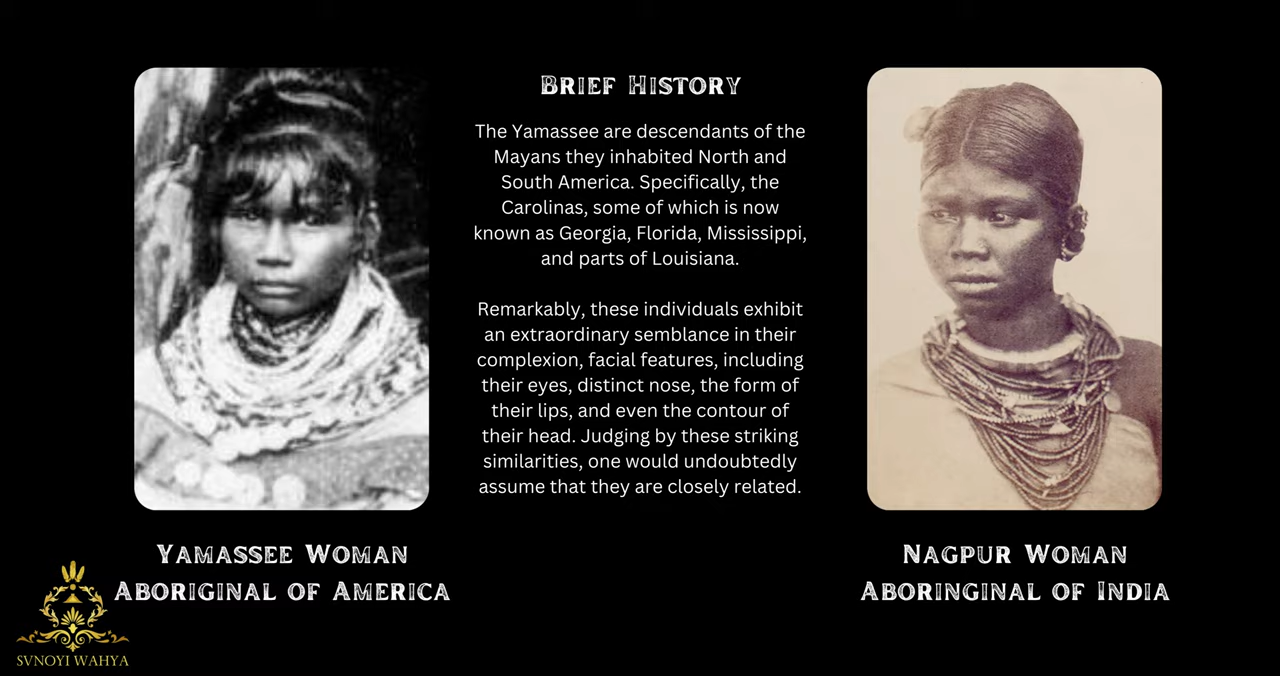 BRIEF HISTORY
The Yamassee are descendants of the
Mayans they inhabited North and
South America. Specifically, the
Carolinas, some of which is now
known as Georgia, Florida, Mississippi,
and parts of Louisiana.
Remarkably, these individuals exhibit
an extraordinary semblance in their
complexion, facial features, including
their eyes, distinct nose, the form of
their lips, and even the contour of
their head. Judging by these striking
similarities, one would undoubtedly
assume that they are closely related.
YAMASSEE WOMAN
ABORIGINAL OF AMERICA
NAGPUR WOMAN
ABORINGINAL OF INDIA
SVNOYI WAHYA